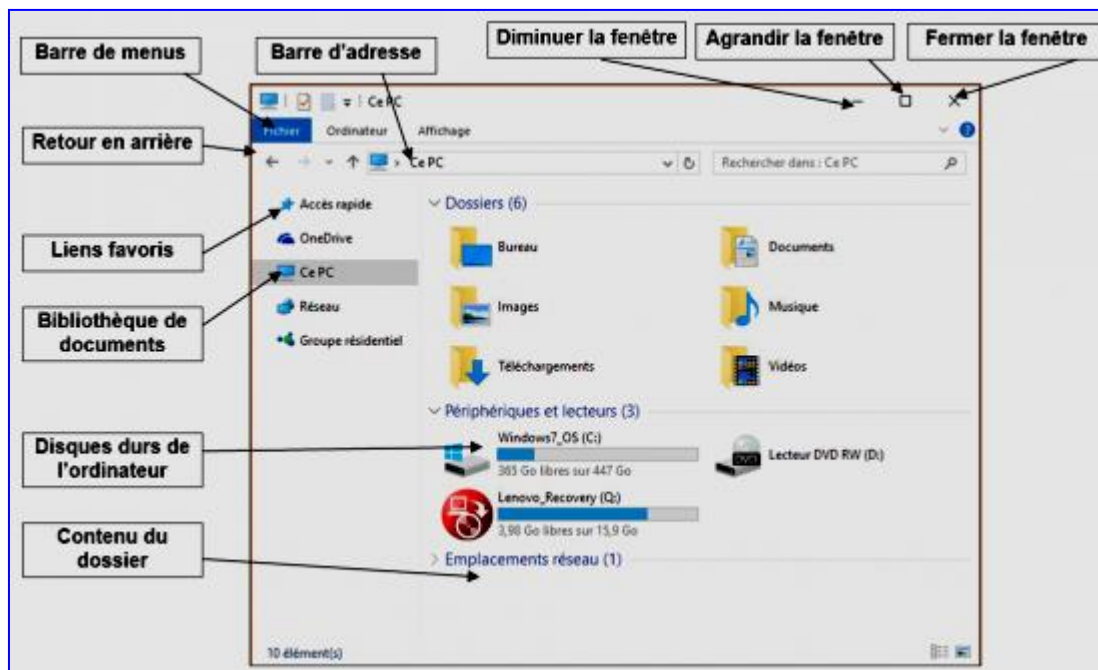 Barre de menus
Barre d'adresse
Diminuer la fenêtre
Agrandir la fenêtre
Fermer la fenêtre
Ce PC
Fichier Ordinateur Affichage
Retour en arrière
Ce PC
Rechercher dans : Ce PC
Liens favoris
Bibliothèque de
documents
Disques durs de
l'ordinateur
Contenu du
dossier
Accès rapide
OneDrive
Ce PC
Réseau
Groupe résidentiel
Dossiers (6)
Bureau
Documents
Images
Musique
Téléchargements
Vidéos
Périphériques et lecteurs (3)
Windows7_OS (C:)
365 Go libres sur 447 Go
DVD
Lecteur DVD RW (D:)
Lenovo_Recovery (Q:)
3,98 Go libres sur 15,9 Go
Emplacements réseau (1)
10 élément(s)